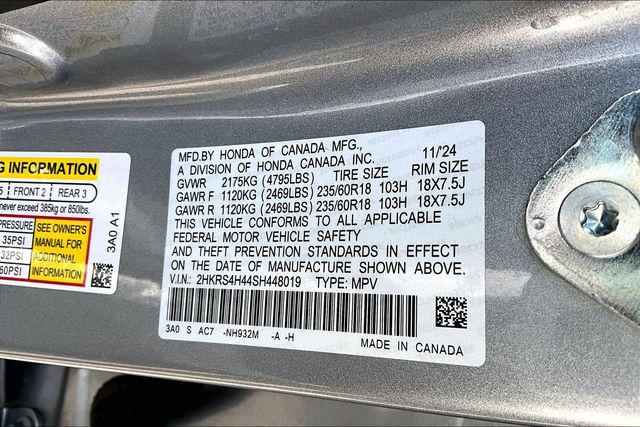 MFD.BY HONDA OF CANADA MFG., 11/24
A DIVISION OF HONDA CANADA INC.
GVWR 2175KG (4795LBS) TIRE SIZE RIM SIZE
GAWR F 1120KG (2469LBS) 235/60R18 103H 18X7.5J
GAWR R 1120KG (2469LBS) 235/60R18 103H 18X7.5J
THIS VEHICLE CONFORMS TO ALL APPLICABLE
FEDERAL MOTOR VEHICLE SAFETY
AND THEFT PREVENTION STANDARDS IN EFFECT
ON THE DATE OF MANUFACTURE SHOWN ABOVE.
V.I.N.: 2HKRS4H44SH448019 TYPE: MPV
3A0 S AC7 -NH932M -A -H
MADE IN CANADA
INFORMATION
FRONT 2 REAR 3
never exceed 385kg or 850lbs.
PRESSURE SEE OWNER'S
35PSI MANUAL FOR
32PSI ADDITIONAL
60PSI INFORMATION
3A0 A1